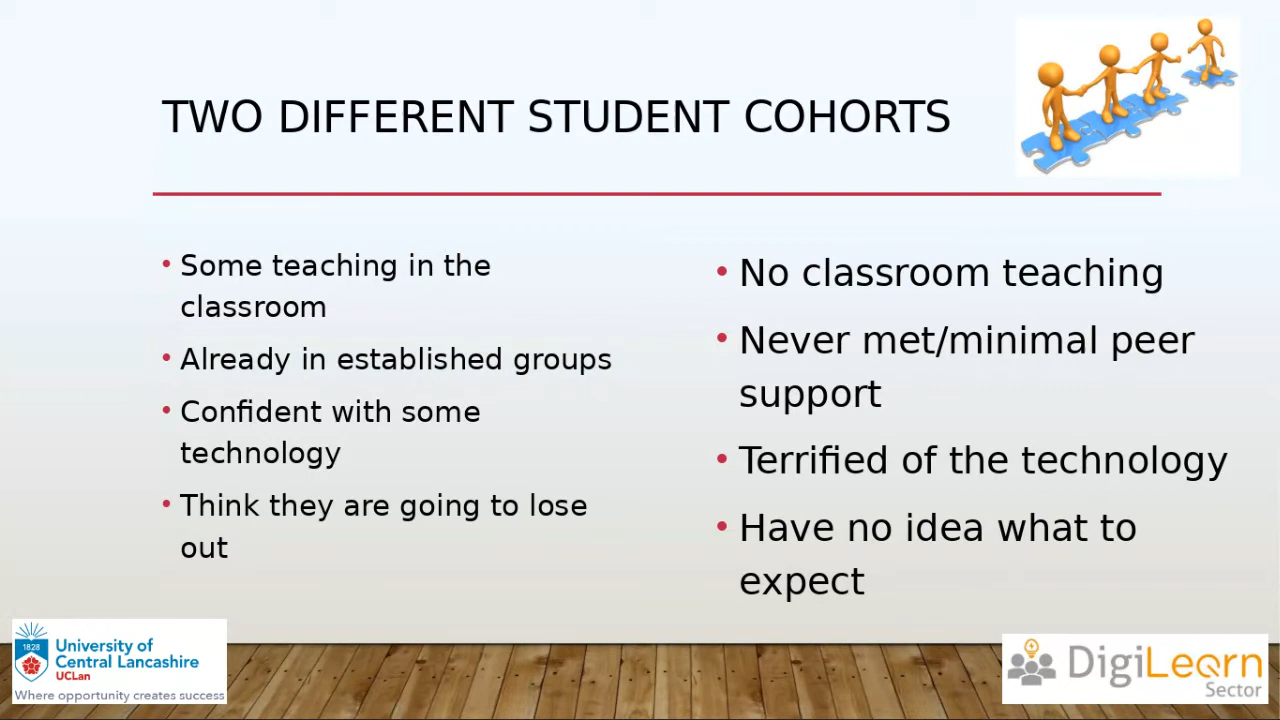 TWO DIFFERENT STUDENT COHORTS
• Some teaching in the
classroom
• Already in established groups
• Confident with some
technology
• Think they are going to lose
out
• No classroom teaching
• Never met/minimal peer
support
• Terrified of the technology
• Have no idea what to
expect
1828
University of
Central Lancashire
UCLan
Where opportunity creates success
DigiLearn
Sector